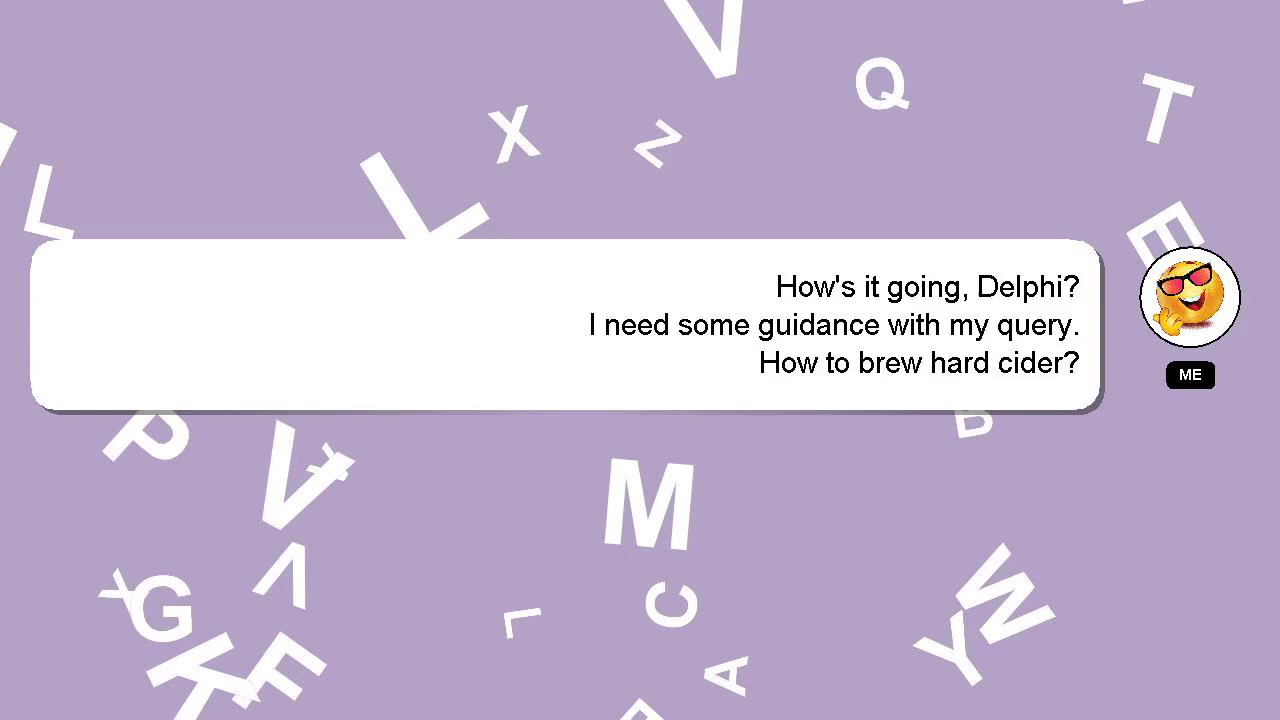 V
Q
T
X
Z
L
L
E
How's it going, Delphi?
I need some guidance with my query.
How to brew hard cider?
ME
P
V
B
M
V
X
G
C
L
W
Y
K
F
A